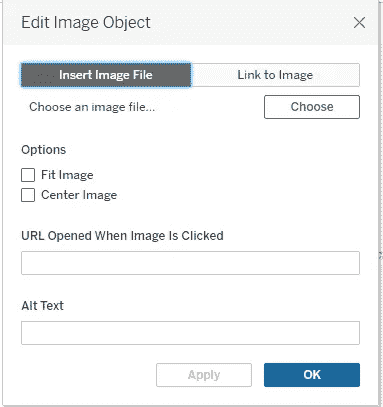 Edit Image Object
Insert Image File Link to Image
Choose an image file... Choose
Options
Fit Image
Center Image
URL Opened When Image Is Clicked
Alt Text
Apply OK